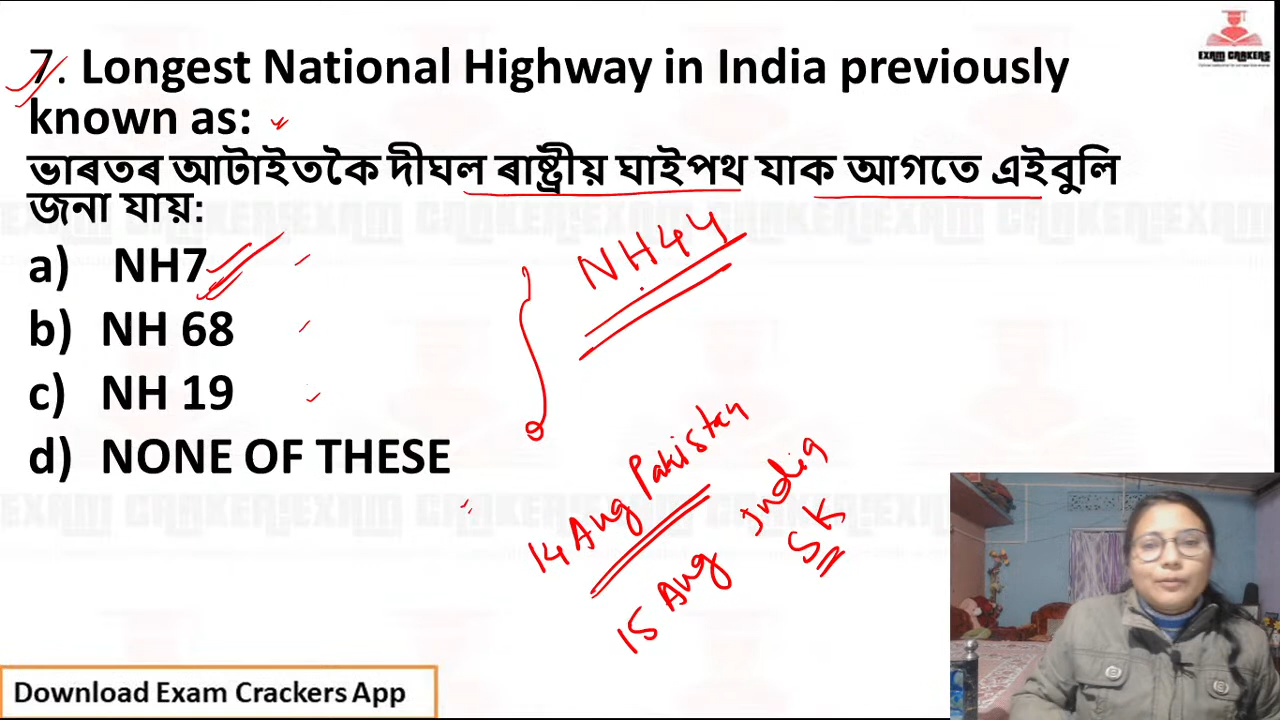 7. Longest National Highway in India previously
known as:
ভাৰতৰ আটাইতকৈ দীঘল ৰাষ্ট্ৰীয় ঘাইপথ যাক আগতে এইবুলি
জনা যায়:
a) NH7
b) NH 68
c) NH 19
d) NONE OF THESE
NH44
14 Aug Pakistan
15 Aug India
SK
EXAM CRAKERS
Download Exam Crackers App